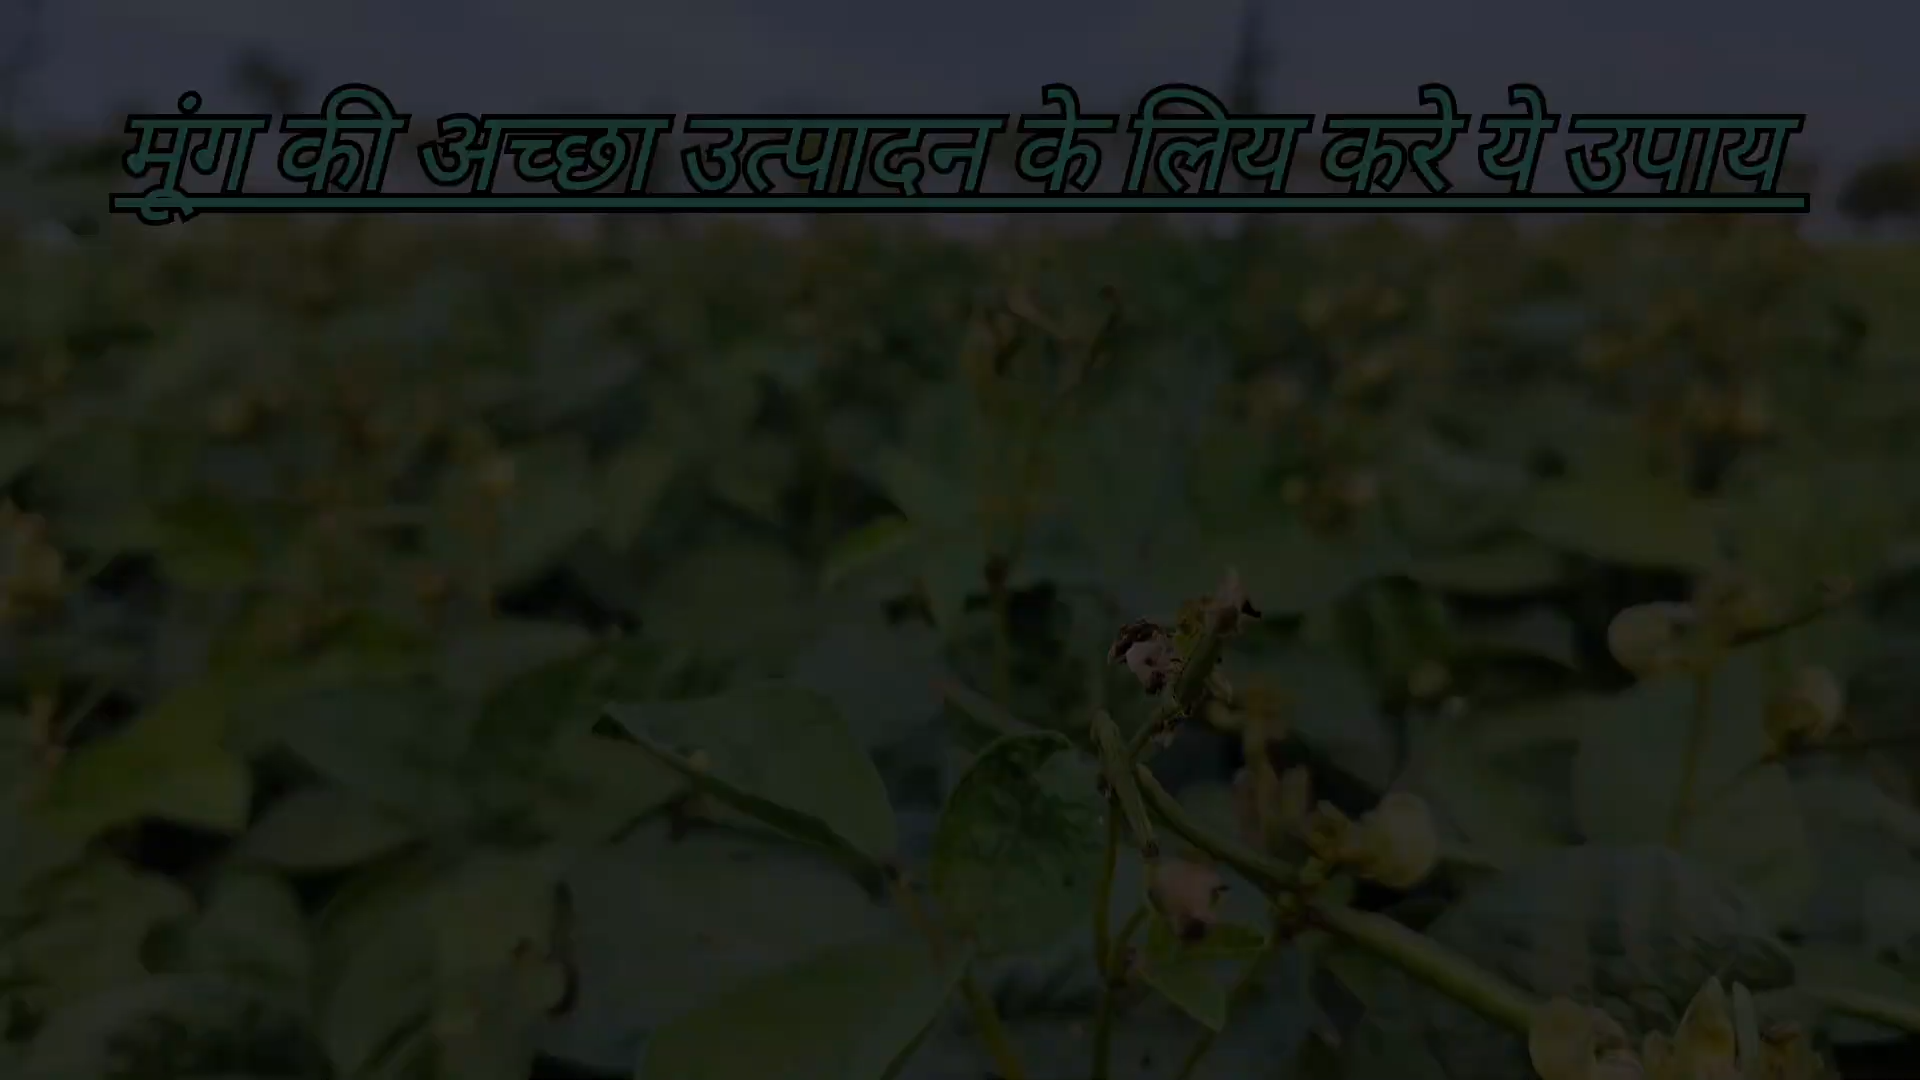 मूंग की अच्छा उत्पादन के लिय करे ये उपाय